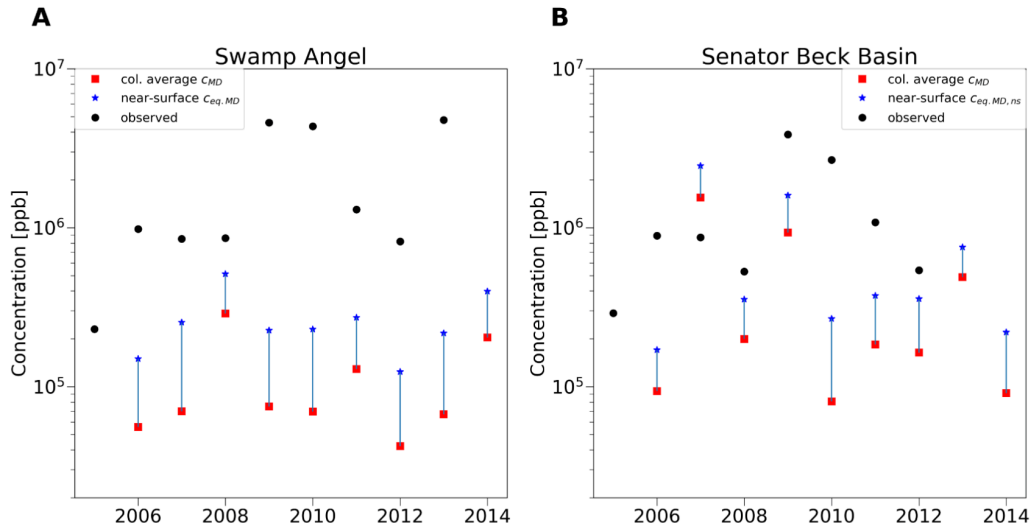 A
Swamp Angel
col. average c_MD
near-surface c_eq.MD
observed
Concentration [ppb]
10^7
10^6
10^5
2006 2008 2010 2012 2014
B
Senator Beck Basin
col. average c_MD
near-surface c_eq.MD,ns
observed
Concentration [ppb]
10^7
10^6
10^5
2006 2008 2010 2012 2014